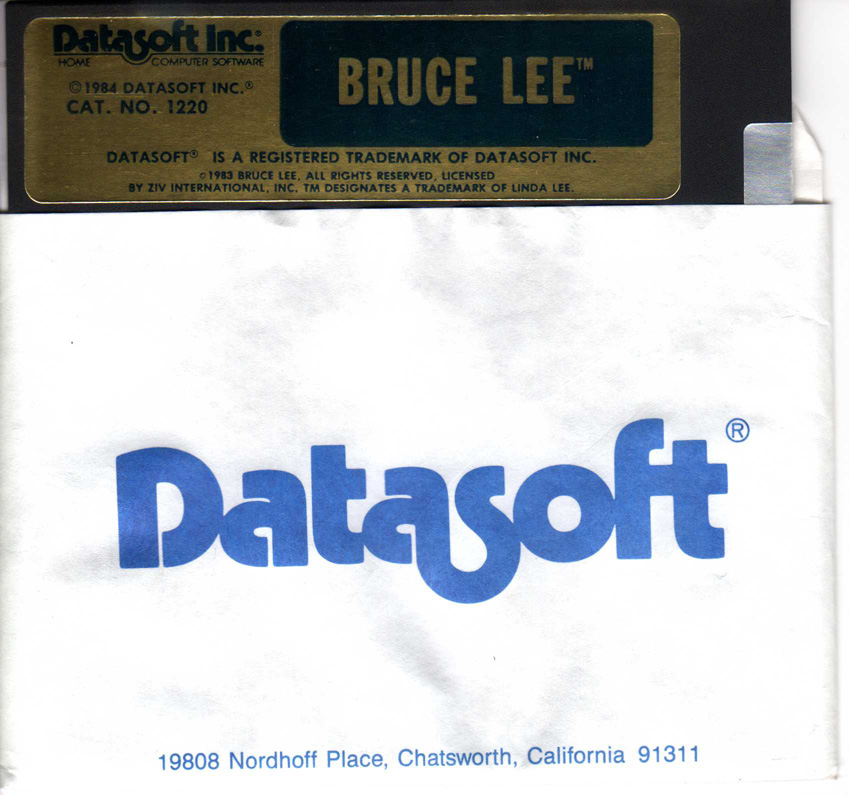 Datasoft Inc:
HOME COMPUTER SOFTWARE
©1984 DATASOFT INC.®
CAT. NO. 1220
BRUCE LEE™
DATASOFT® IS A REGISTERED TRADEMARK OF DATASOFT INC.
©1983 BRUCE LEE, ALL RIGHTS RESERVED, LICENSED
BY ZIV INTERNATIONAL, INC. TM DESIGNATES A TRADEMARK OF LINDA LEE.
Datasoft®
19808 Nordhoff Place, Chatsworth, California 91311